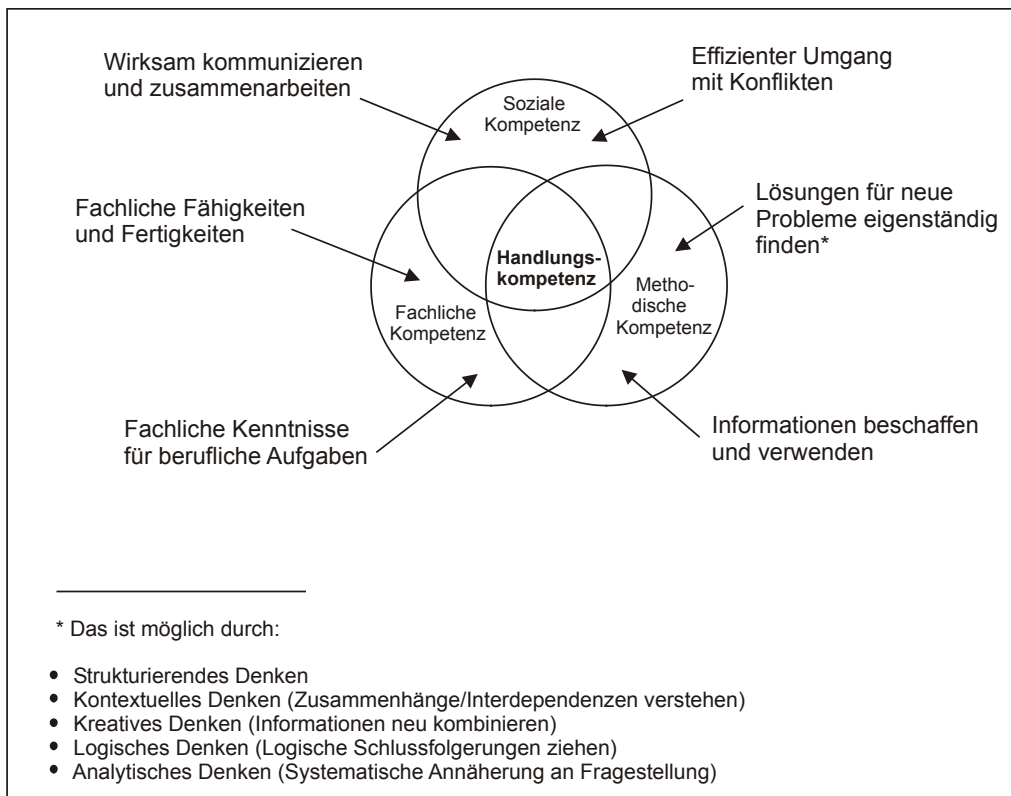 Wirksam kommunizieren
und zusammenarbeiten
Effizienter Umgang
mit Konflikten
Soziale
Kompetenz
Fachliche Fähigkeiten
und Fertigkeiten
Lösungen für neue
Probleme eigenständig
finden*
Handlungs-
kompetenz
Fachliche
Kompetenz
Metho-
dische
Kompetenz
Fachliche Kenntnisse
für berufliche Aufgaben
Informationen beschaffen
und verwenden
* Das ist möglich durch:
• Strukturierendes Denken
• Kontextuelles Denken (Zusammenhänge/Interdependenzen verstehen)
• Kreatives Denken (Informationen neu kombinieren)
• Logisches Denken (Logische Schlussfolgerungen ziehen)
• Analytisches Denken (Systematische Annäherung an Fragestellung)